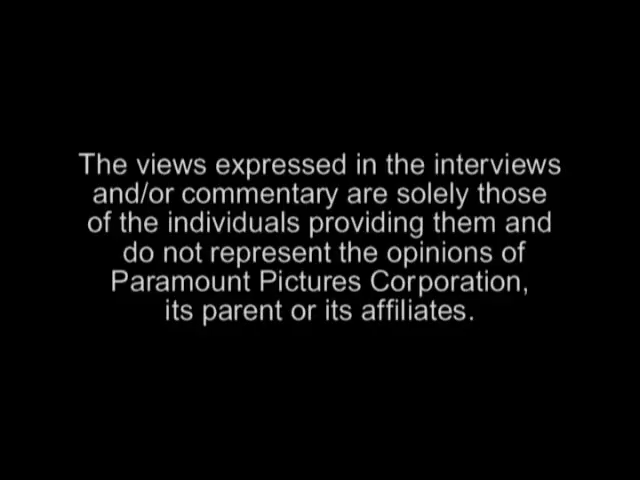 The views expressed in the interviews
and/or commentary are solely those
of the individuals providing them and
do not represent the opinions of
Paramount Pictures Corporation,
its parent or its affiliates.